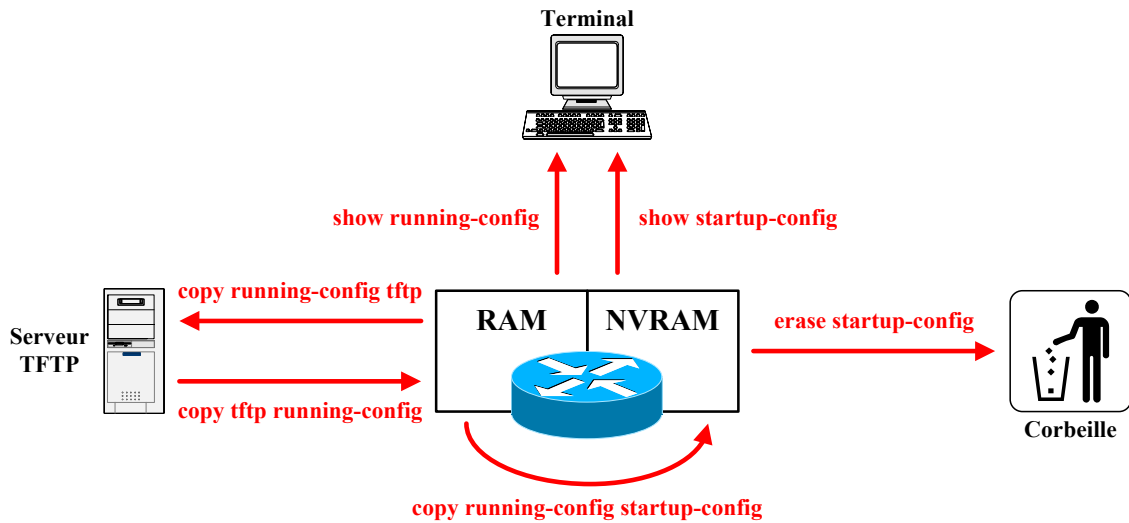 Terminal
show running-config
show startup-config
copy running-config tftp
RAM
NVRAM
erase startup-config
Serveur
TFTP
copy tftp running-config
Corbeille
copy running-config startup-config